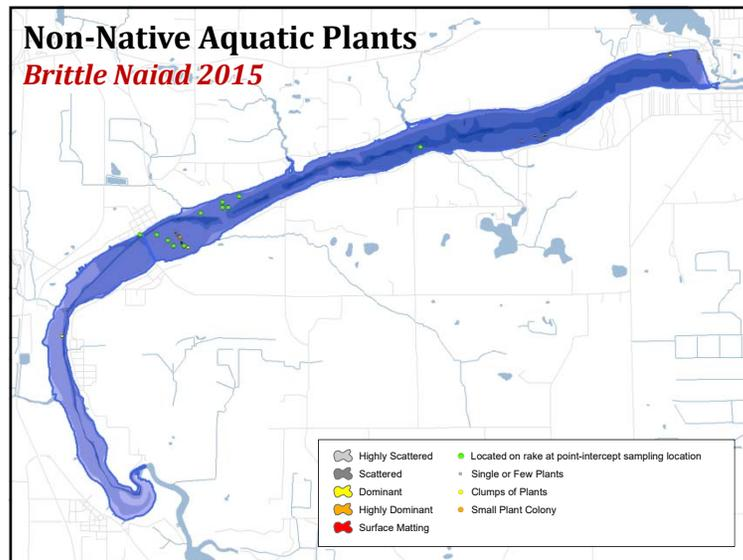 Non-Native Aquatic Plants
Brittle Naiad 2015
Highly Scattered
Scattered
Dominant
Highly Dominant
Surface Matting
Located on rake at point-intercept sampling location
Single or Few Plants
Clumps of Plants
Small Plant Colony